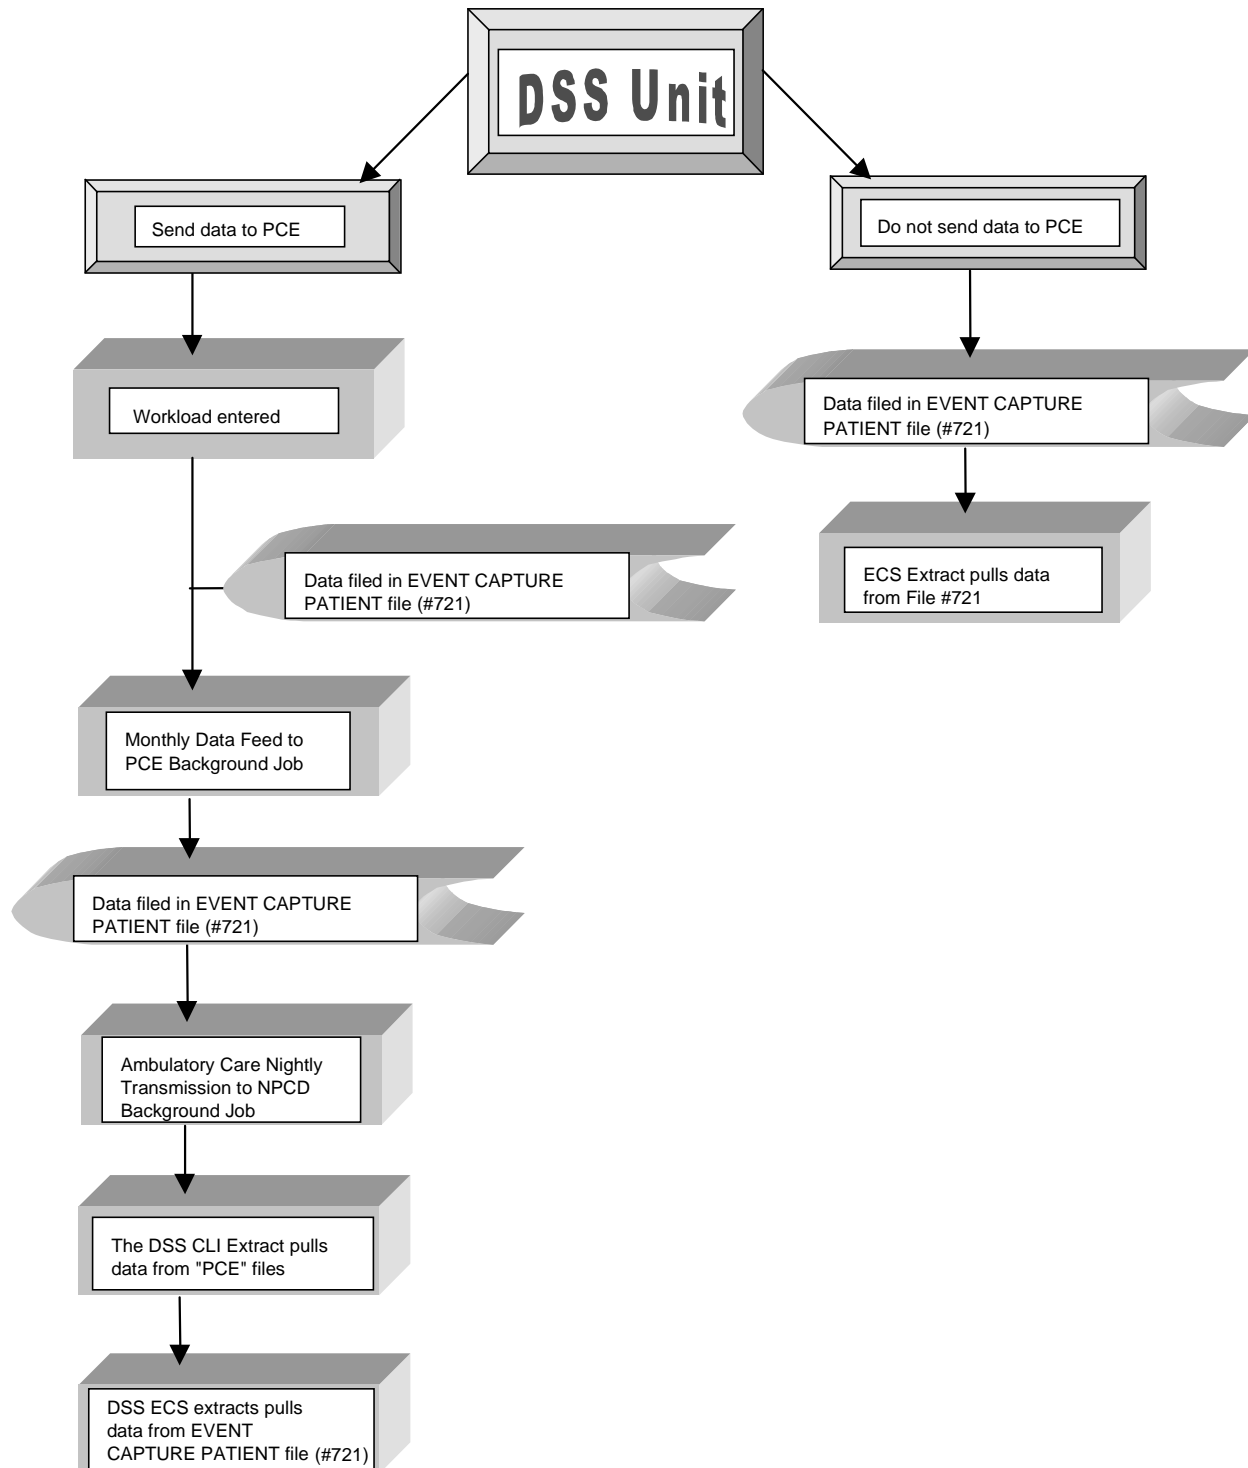 DSS Unit
Send data to PCE
Do not send data to PCE
Workload entered
Data filed in EVENT CAPTURE
PATIENT file (#721)
ECS Extract pulls data
from File #721
Data filed in EVENT CAPTURE
PATIENT file (#721)
Monthly Data Feed to
PCE Background Job
Data filed in EVENT CAPTURE
PATIENT file (#721)
Ambulatory Care Nightly
Transmission to NPCD
Background Job
The DSS CLI Extract pulls
data from "PCE" files
DSS ECS extracts pulls
data from EVENT
CAPTURE PATIENT file (#721)